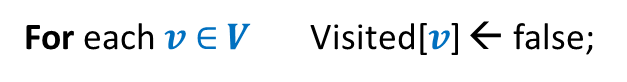 For each v ∈ V Visited[v] ← false;